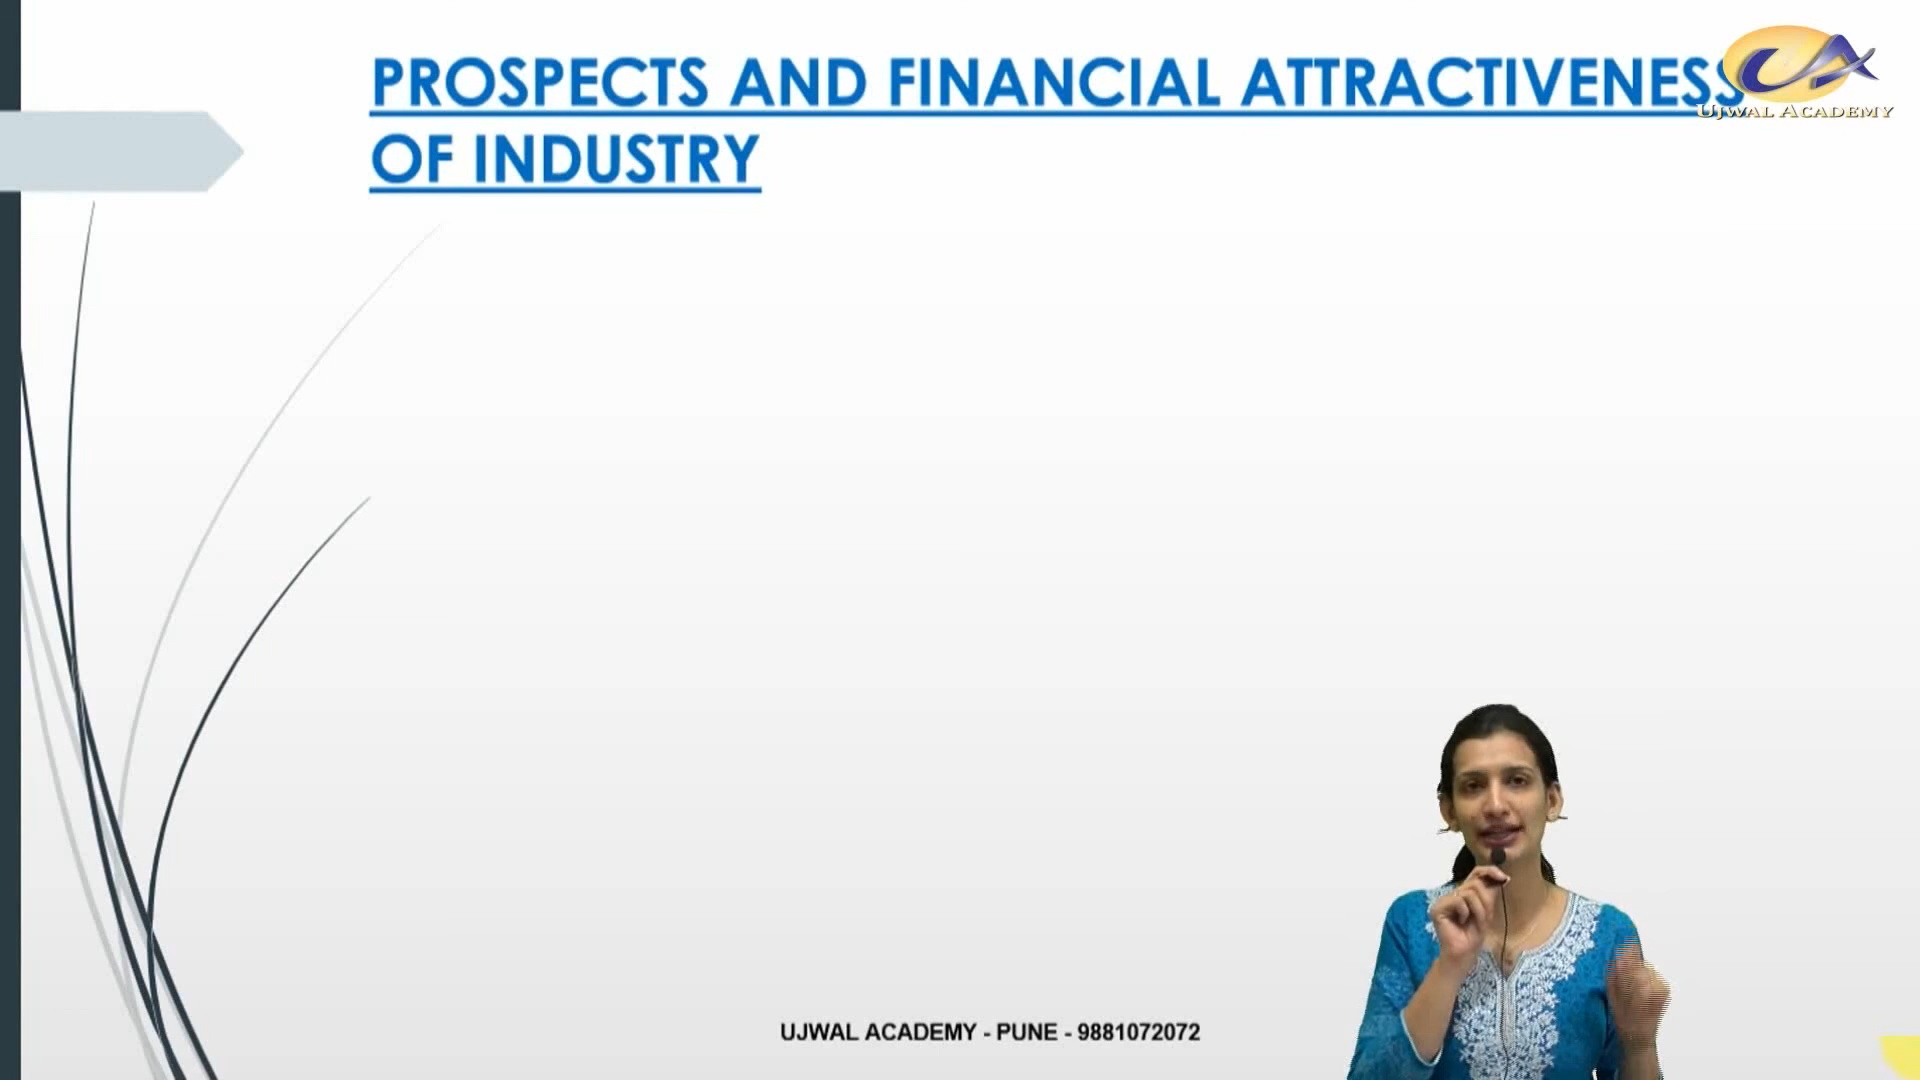 PROSPECTS AND FINANCIAL ATTRACTIVENESS
OF INDUSTRY
UJWAL ACADEMY
UJWAL ACADEMY - PUNE - 9881072072